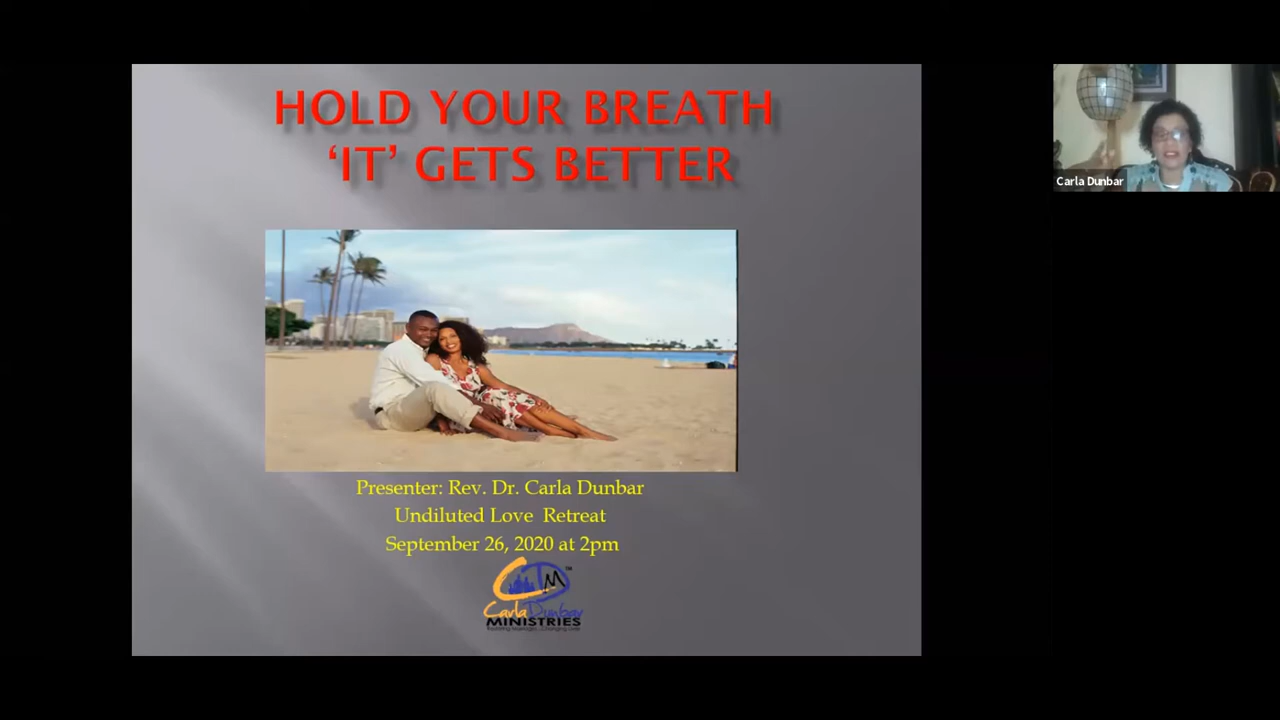 HOLD YOUR BREATH
‘IT’ GETS BETTER
Presenter: Rev. Dr. Carla Dunbar
Undiluted Love Retreat
September 26, 2020 at 2pm
CDM
Carla Dunbar
MINISTRIES
Carla Dunbar